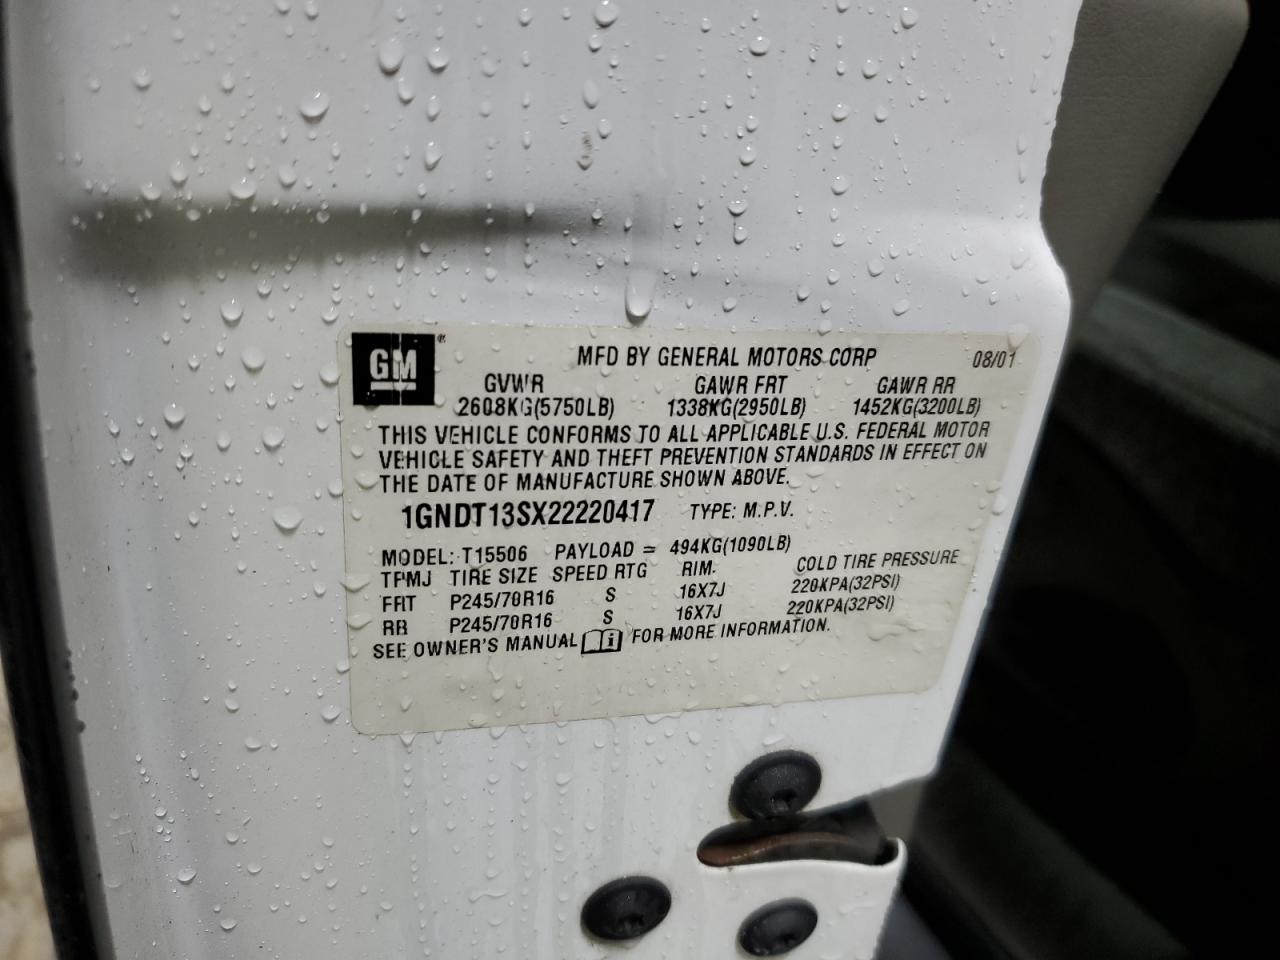 GM® MFD BY GENERAL MOTORS CORP 08/01
GVWR GAWR FRT GAWR RR
2608KG(5750LB) 1338KG(2950LB) 1452KG(3200LB)
THIS VEHICLE CONFORMS TO ALL APPLICABLE U.S. FEDERAL MOTOR
VEHICLE SAFETY AND THEFT PREVENTION STANDARDS IN EFFECT ON
THE DATE OF MANUFACTURE SHOWN ABOVE.
1GNDT13SX22220417 TYPE: M.P.V.
MODEL: T15506 PAYLOAD = 494KG(1090LB)
TPMJ TIRE SIZE SPEED RTG RIM COLD TIRE PRESSURE
FRT P245/70R16 S 16X7J 220KPA(32PSI)
RR P245/70R16 S 16X7J 220KPA(32PSI)
SEE OWNER'S MANUAL i FOR MORE INFORMATION.